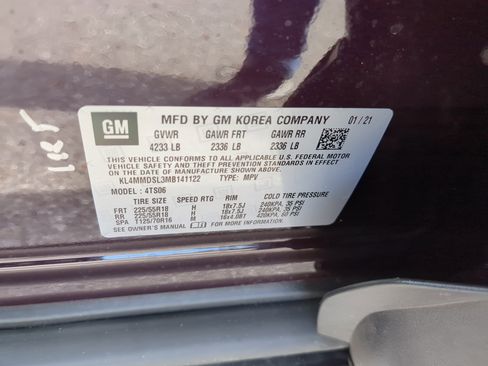 GM
MFD BY GM KOREA COMPANY 01/21
GVWR GAWR FRT GAWR RR
4233 LB 2336 LB 2336 LB
THIS VEHICLE CONFORMS TO ALL APPLICABLE U.S. FEDERAL MOTOR
VEHICLE SAFETY AND THEFT PREVENTION STANDARDS IN EFFECT
ON THE DATE OF MANUFACTURE SHOWN ABOVE.
KL4MMDSL3MB141122 TYPE: MPV
MODEL: 4TS06
TIRE SIZE SPEED RTG RIM COLD TIRE PRESSURE
FRT 225/55R18 H 18x7.5J 240KPA, 35 PSI
RR 225/55R18 H 18x7.5J 240KPA, 35 PSI
SPA T125/70R16 M 16x4.0BT 420KPA, 60 PSI
SEE OWNER'S MANUAL